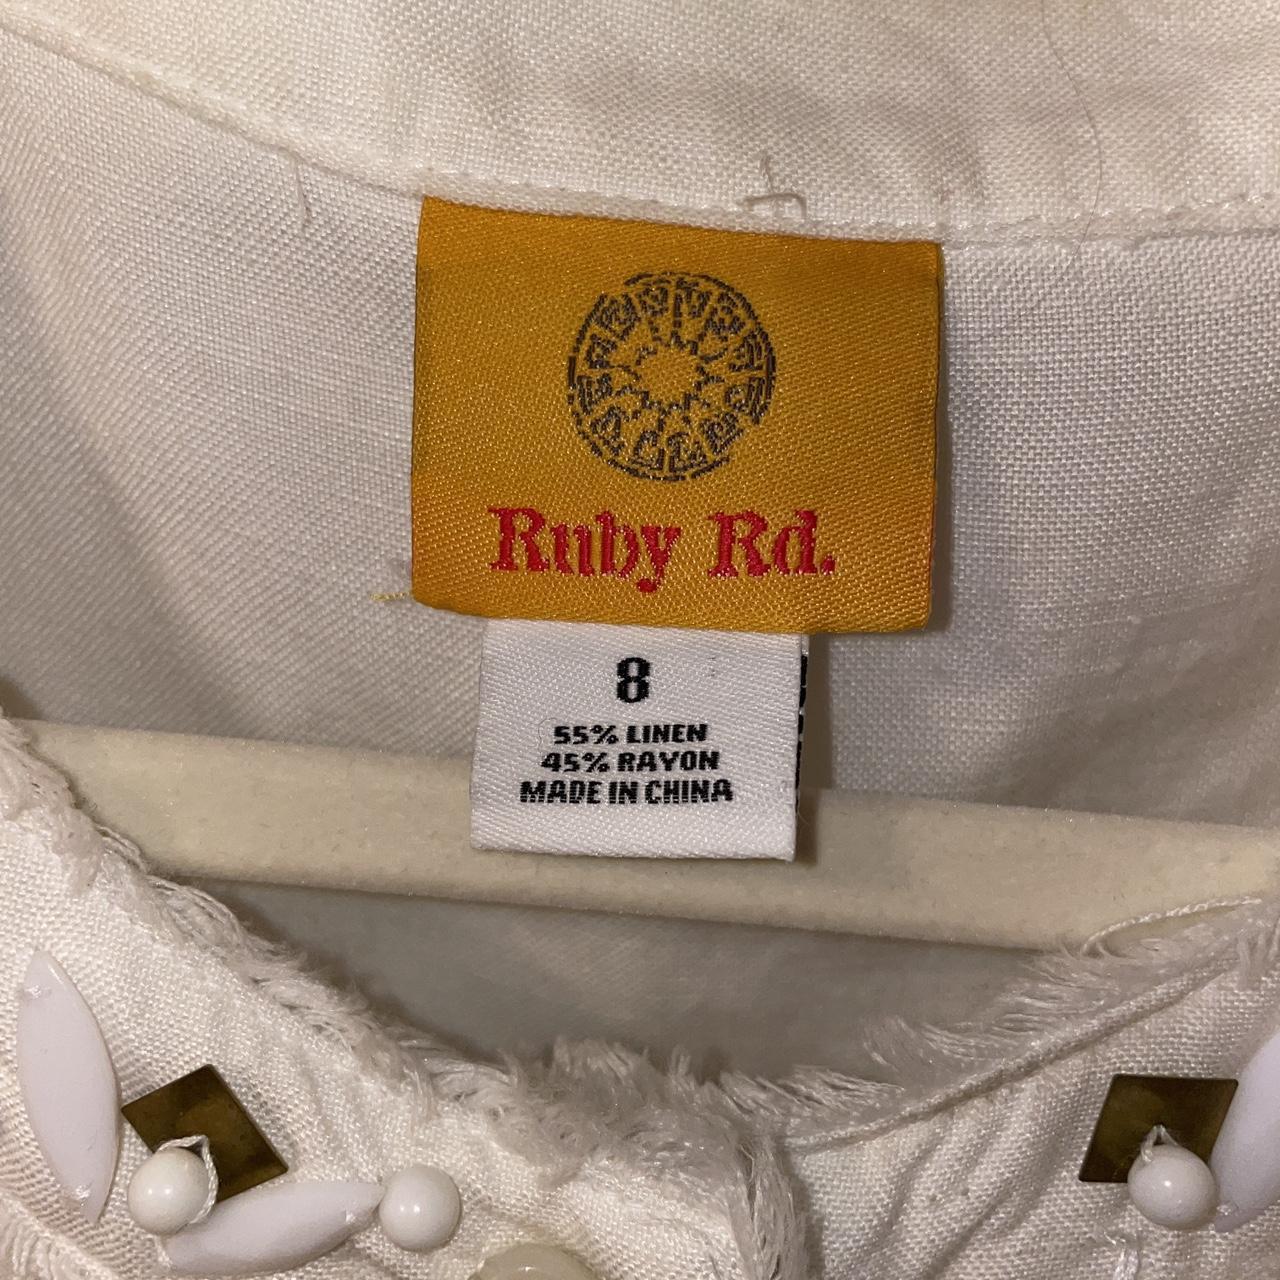 Ruby Rd.
8
55% LINEN
45% RAYON
MADE IN CHINA